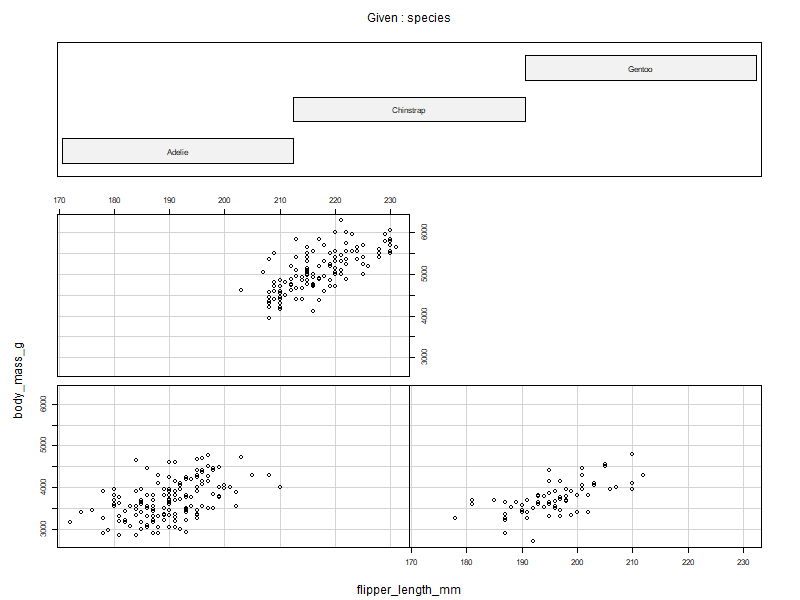 Given : species
Gentoo
Chinstrap
Adelie
170 180 190 200 210 220 230
6000
5000
4000
3000
body_mass_g
6000
5000
4000
3000
170 180 190 200 210 220 230
flipper_length_mm